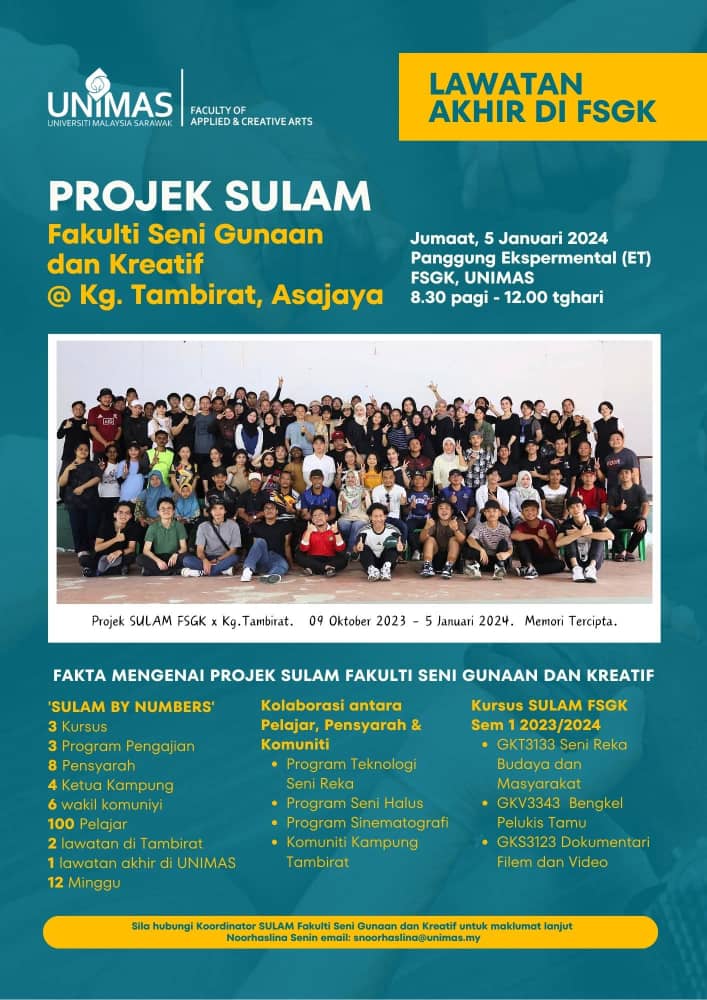 UNIMAS
UNIVERSITI MALAYSIA SARAWAK
FACULTY OF
APPLIED & CREATIVE ARTS
LAWATAN
AKHIR DI FSGK
PROJEK SULAM
Fakulti Seni Gunaan
dan Kreatif
@ Kg. Tambirat, Asajaya
Jumaat, 5 Januari 2024
Panggung Ekspermental (ET)
FSGK, UNIMAS
8.30 pagi - 12.00 tghari
Projek SULAM FSGK x Kg.Tambirat. 09 Oktober 2023 - 5 Januari 2024. Memori Tercipta.
FAKTA MENGENAI PROJEK SULAM FAKULTI SENI GUNAAN DAN KREATIF
'SULAM BY NUMBERS'
3 Kursus
3 Program Pengajian
8 Pensyarah
4 Ketua Kampung
6 wakil komuniyi
100 Pelajar
2 lawatan di Tambirat
1 lawatan akhir di UNIMAS
12 Minggu
Kolaborasi antara
Pelajar, Pensyarah &
Komuniti
• Program Teknologi
Seni Reka
• Program Seni Halus
• Program Sinematografi
• Komuniti Kampung
Tambirat
Kursus SULAM FSGK
Sem 1 2023/2024
• GKT3133 Seni Reka
Budaya dan
Masyarakat
• GKV3343 Bengkel
Pelukis Tamu
• GKS3123 Dokumentari
Filem dan Video
Sila hubungi Koordinator SULAM Fakulti Seni Gunaan dan Kreatif untuk maklumat lanjut
Noorhaslina Senin email: snoorhaslina@unimas.my